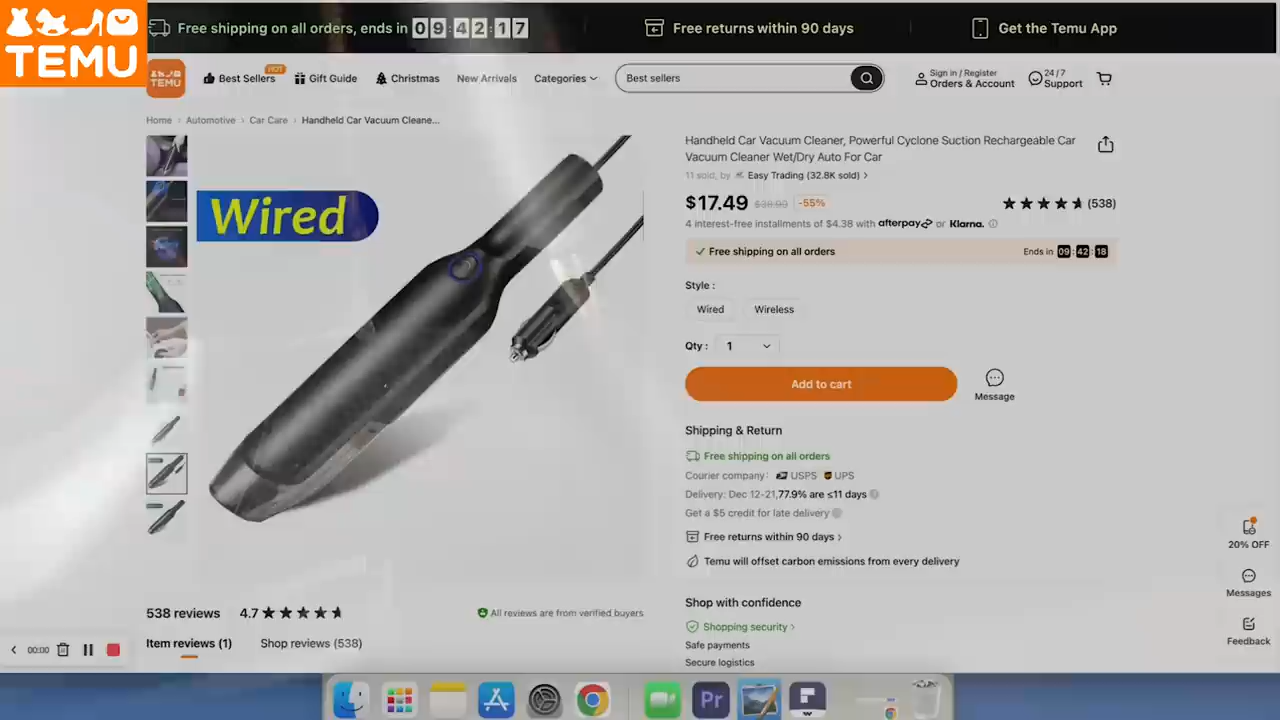 TEMU
Free shipping on all orders, ends in 09:42:17
Free returns within 90 days
Get the Temu App
TEMU
Best Sellers
HOT
Gift Guide
Christmas
New Arrivals
Categories
Best sellers
Sign in / Register
Orders & Account
24 / 7
Support
Home › Automotive › Car Care › Handheld Car Vacuum Cleane...
Wired
Handheld Car Vacuum Cleaner, Powerful Cyclone Suction Rechargeable Car
Vacuum Cleaner Wet/Dry Auto For Car
11 sold, by Easy Trading (32.8K sold) ›
$17.49 $38.99 -55%
(538)
4 interest-free installments of $4.38 with afterpay or Klarna.
Free shipping on all orders
Ends in 09:42:18
Style :
Wired
Wireless
Qty : 1
Add to cart
Message
Shipping & Return
Free shipping on all orders
Courier company: USPS UPS
Delivery: Dec 12-21,77.9% are ≤11 days
Get a $5 credit for late delivery
Free returns within 90 days ›
Temu will offset carbon emissions from every delivery
Shop with confidence
Shopping security ›
Safe payments
Secure logistics
538 reviews 4.7
All reviews are from verified buyers
Item reviews (1)
Shop reviews (538)
20% OFF
Messages
Feedback
00:00
Pr